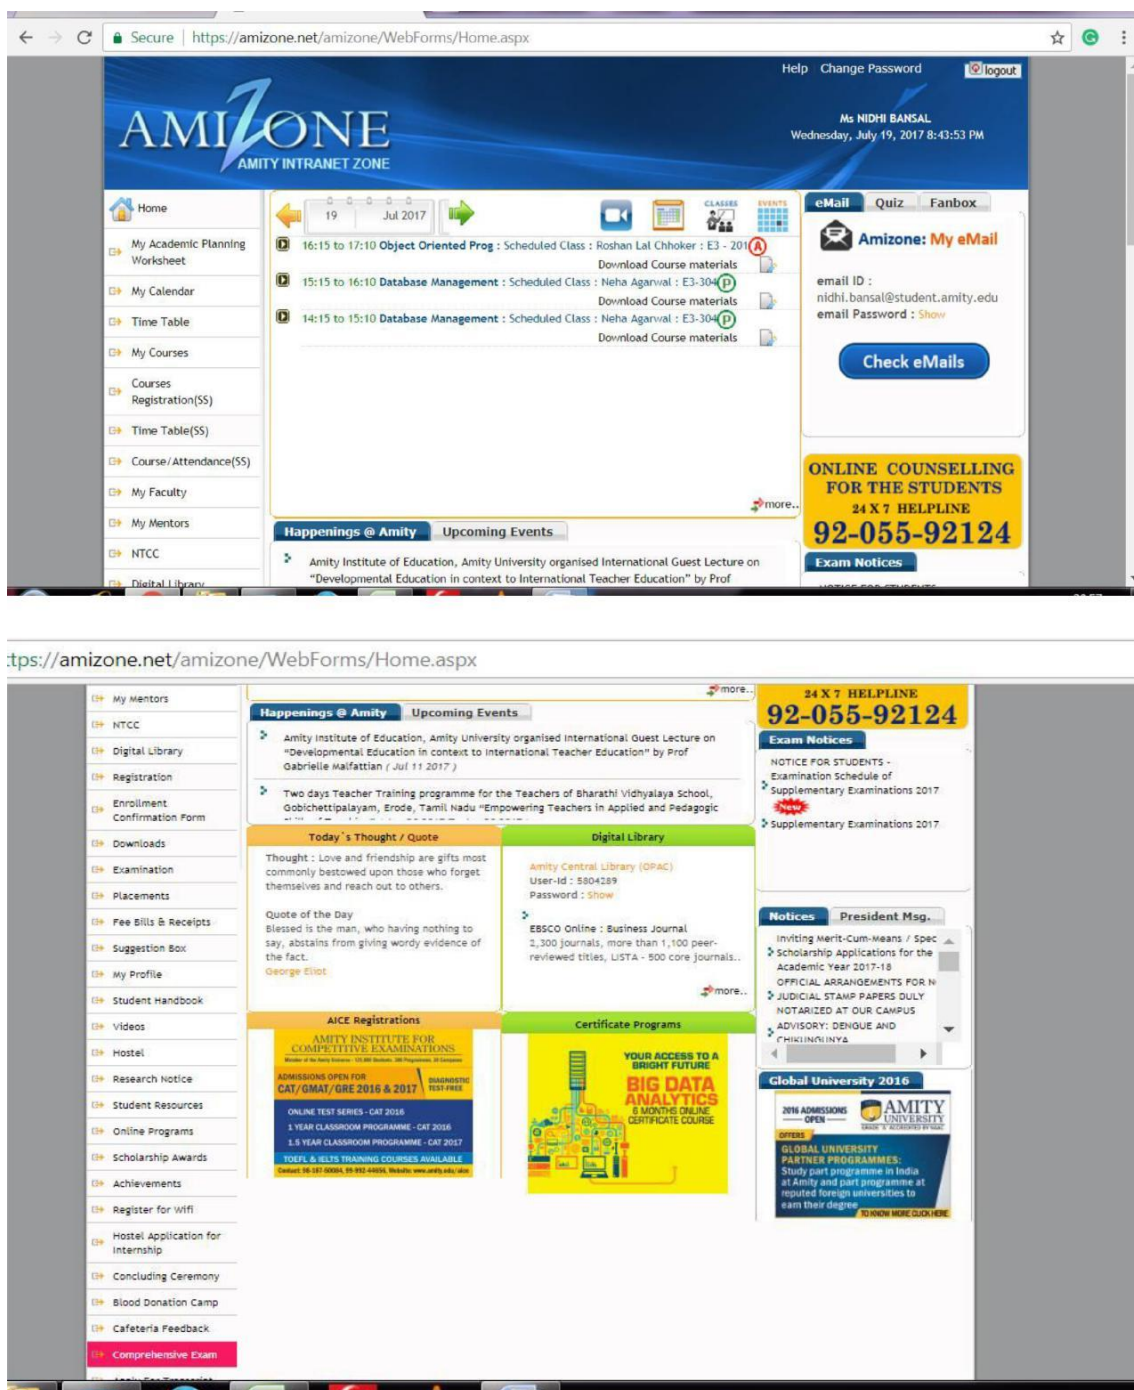 Secure | https://amizone.net/amizone/WebForms/Home.aspx
Help Change Password logout
AMIZONE
AMITY INTRANET ZONE
Ms NIDHI BANSAL
Wednesday, July 19, 2017 8:43:53 PM
Home
My Academic Planning
Worksheet
My Calendar
Time Table
My Courses
Courses
Registration(SS)
Time Table(SS)
Course/Attendance(SS)
My Faculty
My Mentors
NTCC
Digital Library
19 Jul 2017
CLASSES
EVENTS
16:15 to 17:10 Object Oriented Prog : Scheduled Class : Roshan Lal Chhoker : E3 - 201 A
Download Course materials
15:15 to 16:10 Database Management : Scheduled Class : Neha Agarwal : E3-304 P
Download Course materials
14:15 to 15:10 Database Management : Scheduled Class : Neha Agarwal : E3-304 P
Download Course materials
more..
Happenings @ Amity Upcoming Events
Amity Institute of Education, Amity University organised International Guest Lecture on
“Developmental Education in context to International Teacher Education” by Prof
eMail Quiz Fanbox
Amizone: My eMail
email ID :
nidhi.bansal@student.amity.edu
email Password : Show
Check eMails
ONLINE COUNSELLING
FOR THE STUDENTS
24 X 7 HELPLINE
92-055-92124
Exam Notices
NOTICE FOR STUDENTS
ttps://amizone.net/amizone/WebForms/Home.aspx
My Mentors
NTCC
Digital Library
Registration
Enrollment
Confirmation Form
Downloads
Examination
Placements
Fee Bills & Receipts
Suggestion Box
My Profile
Student Handbook
Videos
Hostel
Research Notice
Student Resources
Online Programs
Scholarship Awards
Achievements
Register for Wifi
Hostel Application for
Internship
Concluding Ceremony
Blood Donation Camp
Cafeteria Feedback
Comprehensive Exam
Apply For Transcript
more..
Happenings @ Amity Upcoming Events
Amity Institute of Education, Amity University organised International Guest Lecture on
“Developmental Education in context to International Teacher Education” by Prof
Gabrielle Malfattian ( Jul 11 2017 )
Two days Teacher Training programme for the Teachers of Bharathi Vidhyalaya School,
Gobichettipalayam, Erode, Tamil Nadu “Empowering Teachers in Applied and Pedagogic
Today`s Thought / Quote
Thought : Love and friendship are gifts most
commonly bestowed upon those who forget
themselves and reach out to others.
Quote of the Day
Blessed is the man, who having nothing to
say, abstains from giving wordy evidence of
the fact.
George Eliot
Digital Library
Amity Central Library (OPAC)
User-Id : 5804289
Password : Show
EBSCO Online : Business Journal
2,300 journals, more than 1,100 peer-
reviewed titles, LISTA - 500 core journals..
more..
AICE Registrations
AMITY INSTITUTE FOR
COMPETITIVE EXAMINATIONS
ADMISSIONS OPEN FOR
CAT/GMAT/GRE 2016 & 2017
DIAGNOSTIC
TEST-FREE
ONLINE TEST SERIES - CAT 2016
1 YEAR CLASSROOM PROGRAMME - CAT 2016
1.5 YEAR CLASSROOM PROGRAMME - CAT 2017
TOEFL & IELTS TRAINING COURSES AVAILABLE
Certificate Programs
YOUR ACCESS TO A
BRIGHT FUTURE
BIG DATA
ANALYTICS
6 MONTHS ONLINE
CERTIFICATE COURSE
24 X 7 HELPLINE
92-055-92124
Exam Notices
NOTICE FOR STUDENTS -
Examination Schedule of
Supplementary Examinations 2017
New
Supplementary Examinations 2017
Notices President Msg.
Inviting Merit-Cum-Means / Spec
Scholarship Applications for the
Academic Year 2017-18
OFFICIAL ARRANGEMENTS FOR N
JUDICIAL STAMP PAPERS DULY
NOTARIZED AT OUR CAMPUS
ADVISORY: DENGUE AND
CHIKUNGUNYA
Global University 2016
2016 ADMISSIONS
OPEN
AMITY
UNIVERSITY
OFFERS
GLOBAL UNIVERSITY
PARTNER PROGRAMMES:
Study part programme in India
at Amity and part programme at
reputed foreign universities to
earn their degree
TO KNOW MORE CLICK HERE